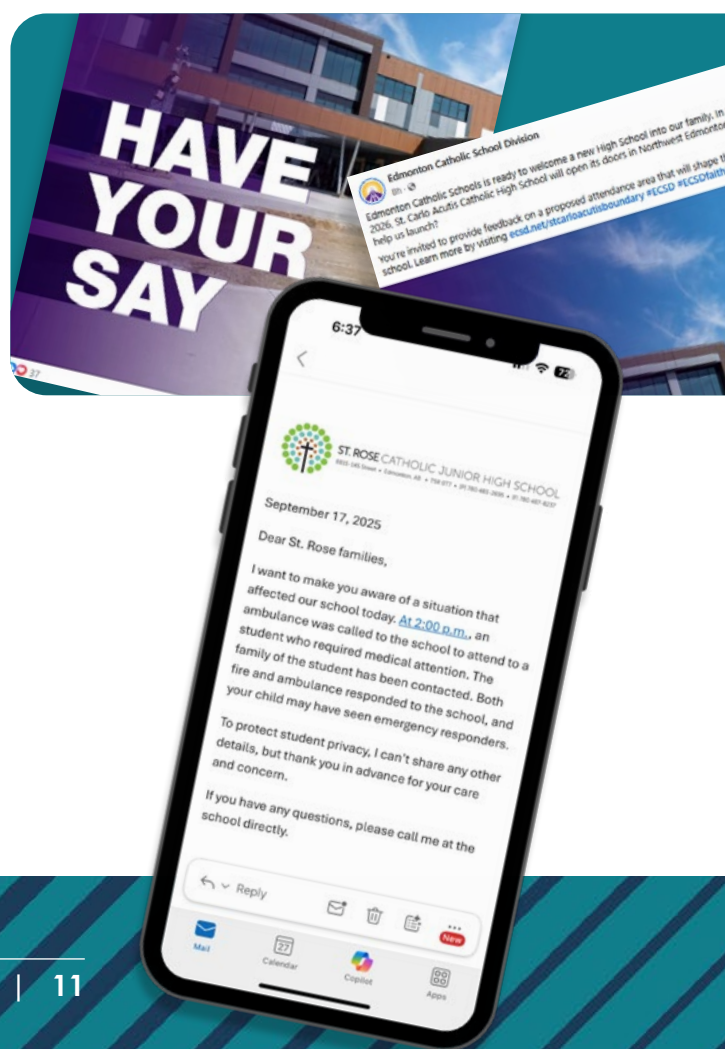 HAVE
YOUR
SAY
37
Edmonton Catholic School Division
8h
Edmonton Catholic Schools is ready to welcome a new High School into our family. In
2026, St. Carlo Acutis Catholic High School will open its doors in Northwest Edmonton
help us launch?
You're invited to provide feedback on a proposed attendance area that will shape th
school. Learn more by visiting ecsd.net/stcarloacutisboundary #ECSD #ECSDfaith
6:37
72
ST. ROSE CATHOLIC JUNIOR HIGH SCHOOL
September 17, 2025
Dear St. Rose families,
I want to make you aware of a situation that
affected our school today. At 2:00 p.m., an
ambulance was called to the school to attend to a
student who required medical attention. The
family of the student has been contacted. Both
fire and ambulance responded to the school, and
your child may have seen emergency responders.
To protect student privacy, I can't share any other
details, but thank you in advance for your care
and concern.
If you have any questions, please call me at the
school directly.
Reply
New
Mail
27
Calendar
Copilot
Apps
| 11